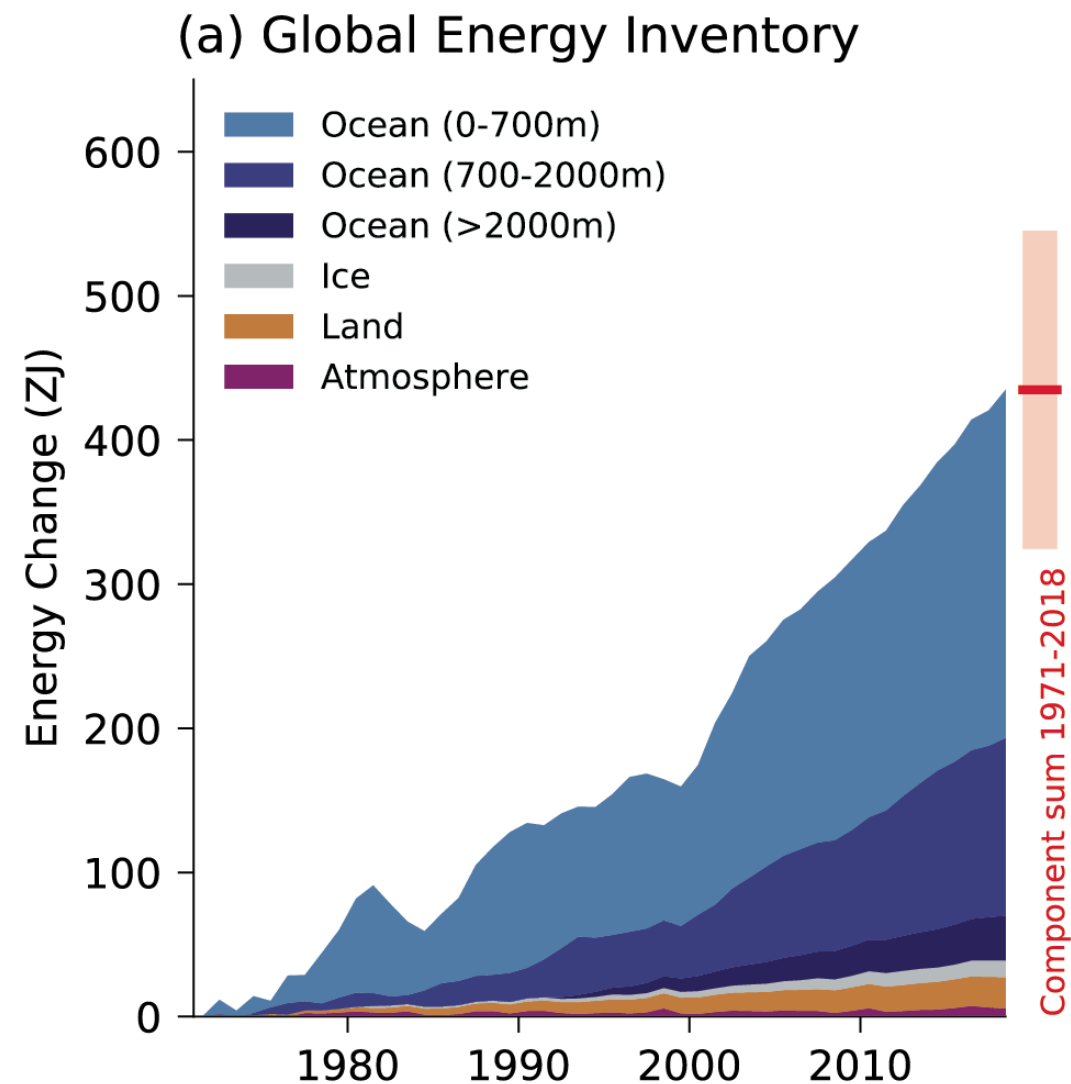 (a) Global Energy Inventory
Ocean (0-700m)
Ocean (700-2000m)
Ocean (>2000m)
Ice
Land
Atmosphere
Energy Change (ZJ)
600
500
400
300
200
100
0
1980
1990
2000
2010
Component sum 1971-2018